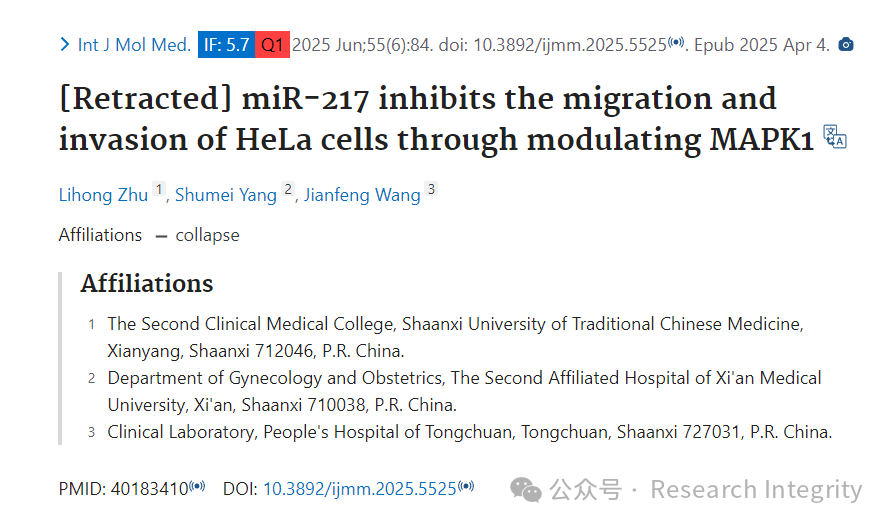 Int J Mol Med. IF: 5.7 Q1 2025 Jun;55(6):84. doi: 10.3892/ijmm.2025.5525. Epub 2025 Apr 4.
[Retracted] miR-217 inhibits the migration and
invasion of HeLa cells through modulating MAPK1
Lihong Zhu 1, Shumei Yang 2, Jianfeng Wang 3
Affiliations — collapse
Affiliations
1 The Second Clinical Medical College, Shaanxi University of Traditional Chinese Medicine,
Xianyang, Shaanxi 712046, P.R. China.
2 Department of Gynecology and Obstetrics, The Second Affiliated Hospital of Xi'an Medical
University, Xi'an, Shaanxi 710038, P.R. China.
3 Clinical Laboratory, People's Hospital of Tongchuan, Tongchuan, Shaanxi 727031, P.R. China.
PMID: 40183410 DOI: 10.3892/ijmm.2025.5525
公众号 · Research Integrity